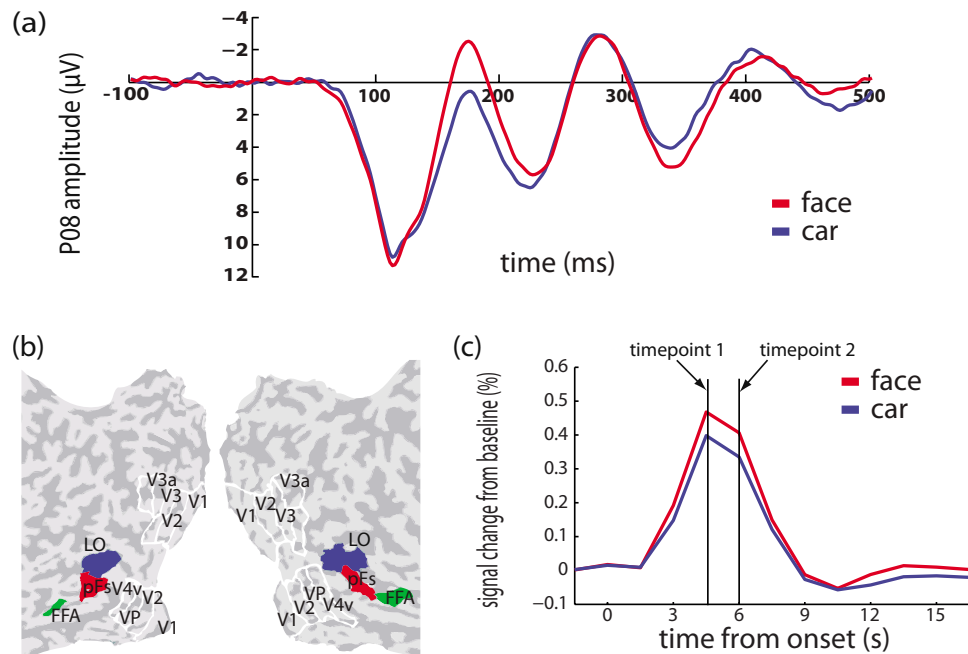 (a)
P08 amplitude (µV)
-4
-2
2
4
6
8
10
12
-100
100
200
300
400
500
time (ms)
face
car
(b)
V3a
V3
V1
V2
LO
pFs
V4v
V2
FFA
VP
V1
V3a
V2
V1
V3
LO
pFs
VP
V2
V4v
FFA
V1
(c)
timepoint 1
timepoint 2
signal change from baseline (%)
0.6
0.5
0.4
0.3
0.2
0.1
0
-0.1
0
3
6
9
12
15
time from onset (s)
face
car